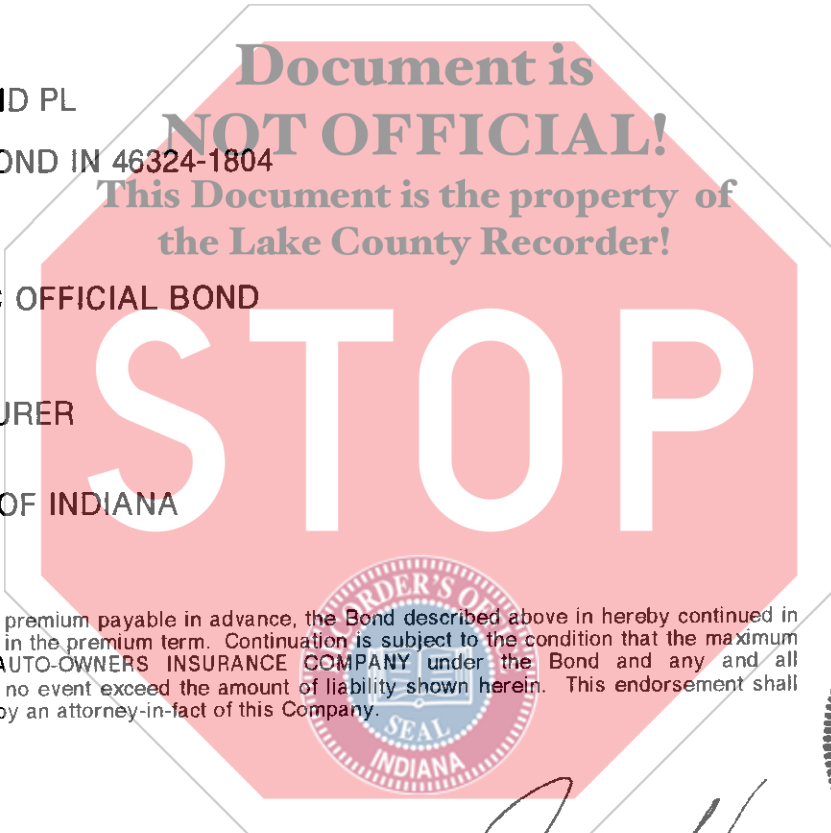 Document is
NOT OFFICIAL!
This Document is the property of
the Lake County Recorder!
ID PL
OND IN 46324-1804
OFFICIAL BOND
STOP
URER
OF INDIANA
premium payable in advance, the Bond described above in hereby continued in
in the premium term. Continuation is subject to the condition that the maximum
AUTO-OWNERS INSURANCE COMPANY under the Bond and any and all
no event exceed the amount of liability shown herein. This endorsement shall
by an attorney-in-fact of this Company.
SEAL
INDIANA